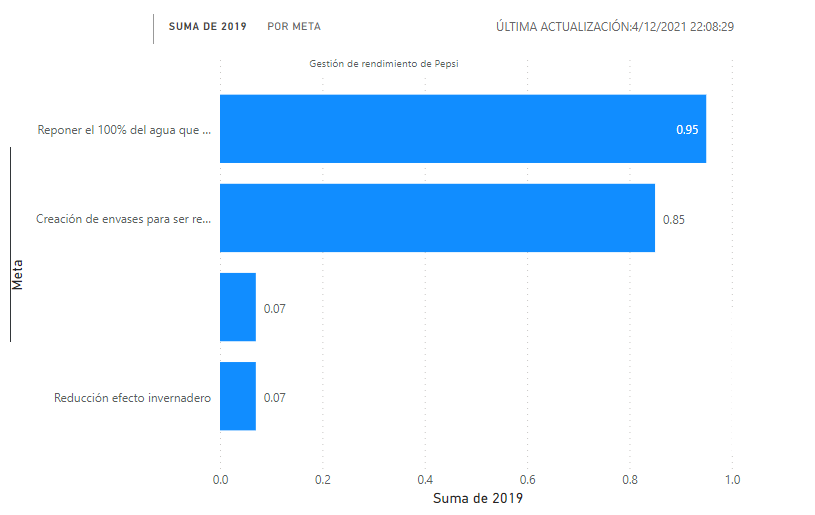 SUMA DE 2019 POR META ÚLTIMA ACTUALIZACIÓN:4/12/2021 22:08:29
Gestión de rendimiento de Pepsi
Reponer el 100% del agua que ... 0.95
Creación de envases para ser re... 0.85
Meta
0.07
Reducción efecto invernadero 0.07
0.0 0.2 0.4 0.6 0.8 1.0
Suma de 2019